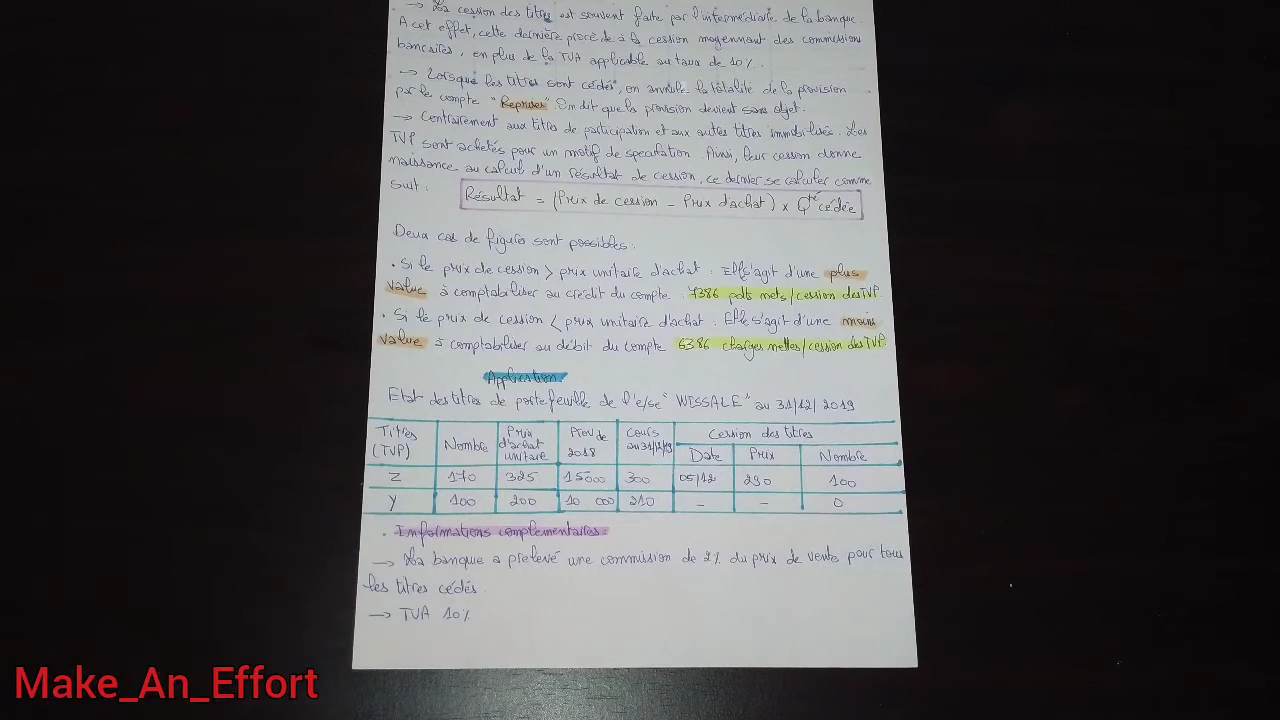 → La cession des titres est souvent faite par l'intermédiaire de la banque.
A cet effet, cette dernière procède à la cession moyennant des commissions
bancaires, en plus de la TVA applicable au taux de 10%.
→ Lorsque les titres sont cédés, on annule la totalité de la provision
par le compte "Reprises" On dit que la provision devient sans objet.
→ Contrairement aux titres de participation et aux autres titres immobilisés. Les
TVP sont achetés pour un motif de speculation. Ainsi, leur cession donne
naissance au calcul d'un résultat de cession, ce dernier se calculer comme
suit : Résultat = (Prix de cession - Prix d'achat) x Qté cédée
Deux cas de figures sont possibles :
• Si le prix de cession > prix unitaire d'achat : Elle s'agit d'une plus
value à comptabiliser au crédit du compte : 7386 pdts nets/cession des TVP.
• Si le prix de cession < prix unitaire d'achat : Elle s'agit d'une moins
value à comptabiliser au débit du compte 6386 charges nettes/cession des TVP.
Application
Etat des titres de portefeuille de l'e/se "WISSALE" au 31/12/2019
Titres (TVP) Nombre Prix d'achat unitaire Prov de 2018 Cours au 31/12/19 Cession des titres
Date Prix Nombre
Z 170 325 15000 300 05/12 290 100
Y 100 200 10 000 210 - - 0
• Informations complementaires :
→ La banque a prélevé une commission de 2% du prix de vente pour tous
les titres cédés.
→ TVA 10%
Make_An_Effort